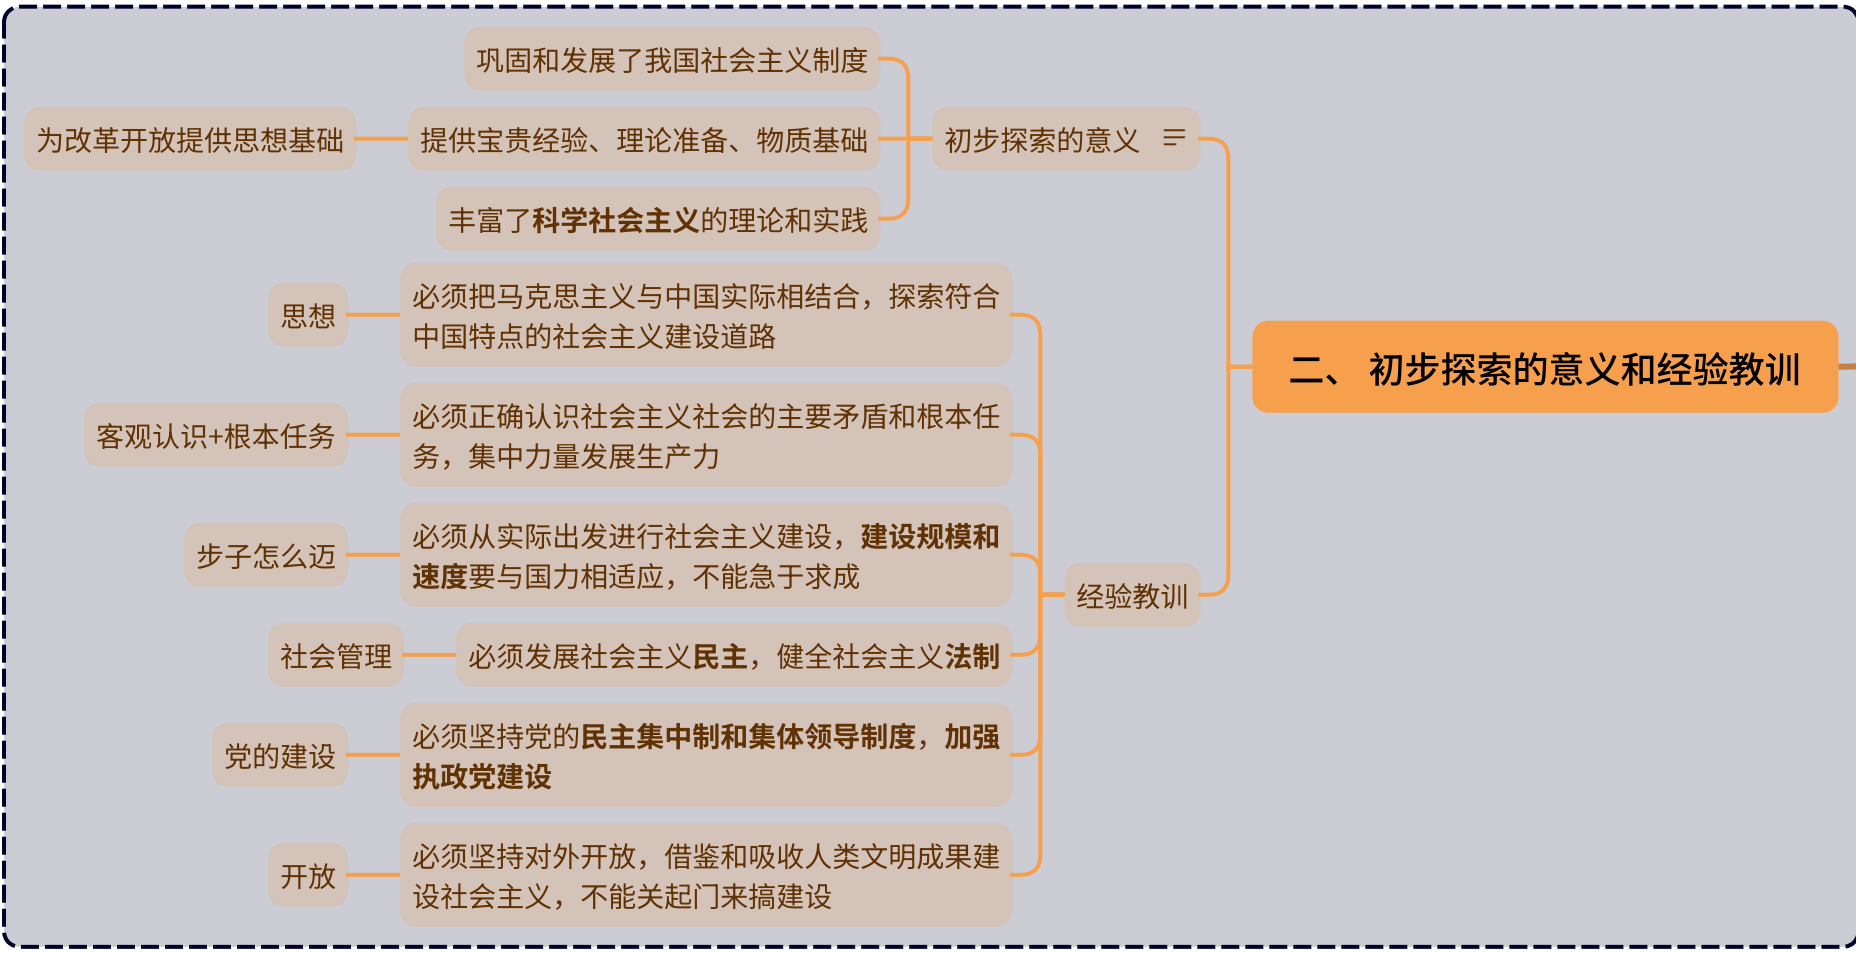 二、 初步探索的意义和经验教训
初步探索的意义
巩固和发展了我国社会主义制度
提供宝贵经验、理论准备、物质基础
为改革开放提供思想基础
丰富了科学社会主义的理论和实践
经验教训
必须把马克思主义与中国实际相结合，探索符合
中国特点的社会主义建设道路
思想
必须正确认识社会主义社会的主要矛盾和根本任
务，集中力量发展生产力
客观认识+根本任务
必须从实际出发进行社会主义建设，建设规模和
速度要与国力相适应，不能急于求成
步子怎么迈
必须发展社会主义民主，健全社会主义法制
社会管理
必须坚持党的民主集中制和集体领导制度，加强
执政党建设
党的建设
必须坚持对外开放，借鉴和吸收人类文明成果建
设社会主义，不能关起门来搞建设
开放